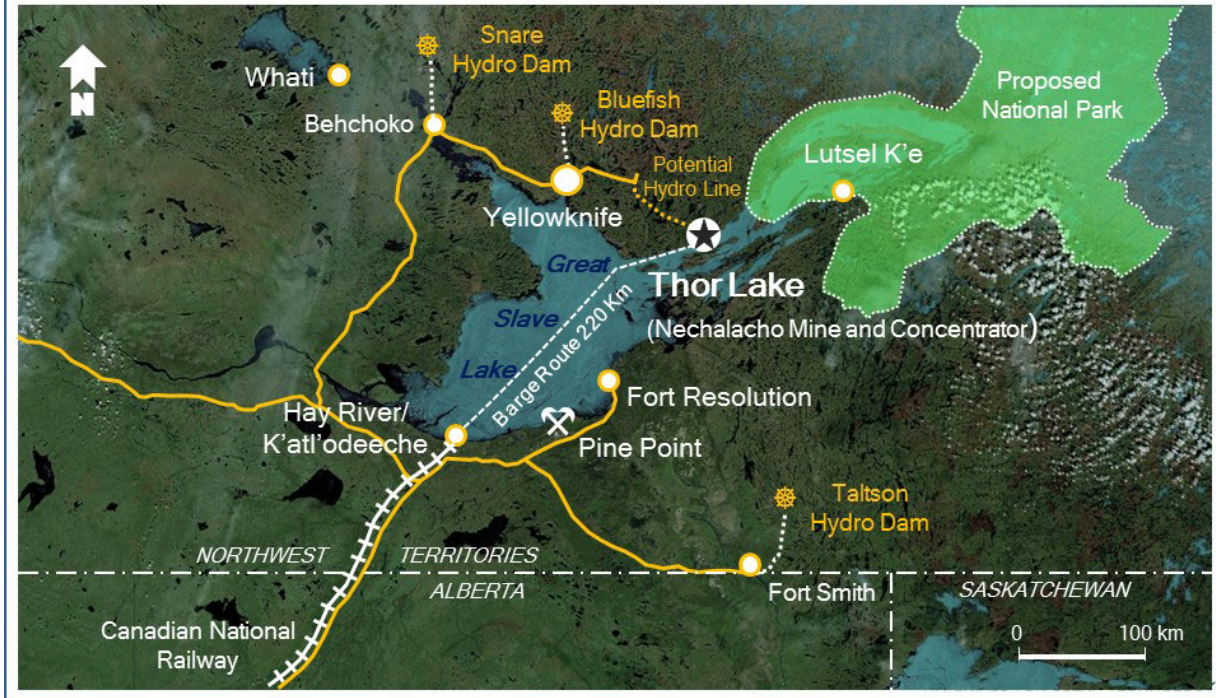 N
Whati
Snare
Hydro Dam
Behchoko
Bluefish
Hydro Dam
Potential
Hydro Line
Yellowknife
Proposed
National Park
Lutsel K'e
Great
Slave
Lake
Barge Route 220 Km
Thor Lake
(Nechalacho Mine and Concentrator)
Hay River/
K'atl'odeeche
Fort Resolution
Pine Point
Taltson
Hydro Dam
NORTHWEST TERRITORIES
ALBERTA
Fort Smith
SASKATCHEWAN
Canadian National
Railway
0 100 km